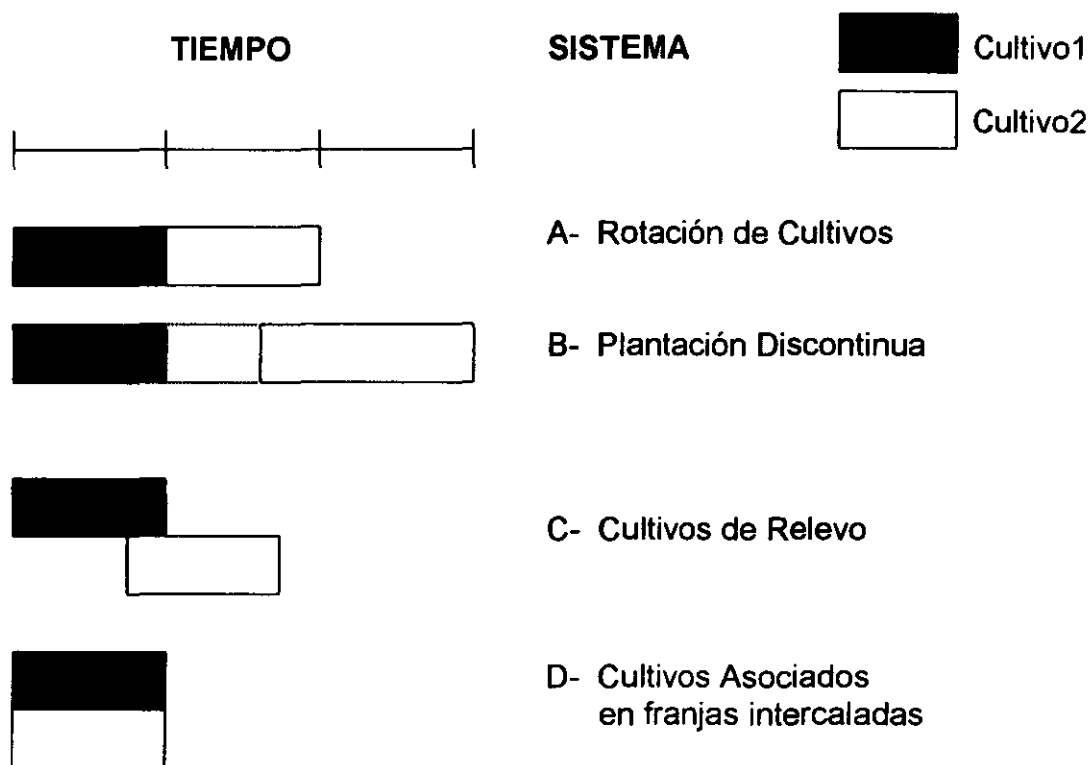 TIEMPO
SISTEMA
Cultivo1
Cultivo2
A- Rotación de Cultivos
B- Plantación Discontinua
C- Cultivos de Relevo
D- Cultivos Asociados
en franjas intercaladas